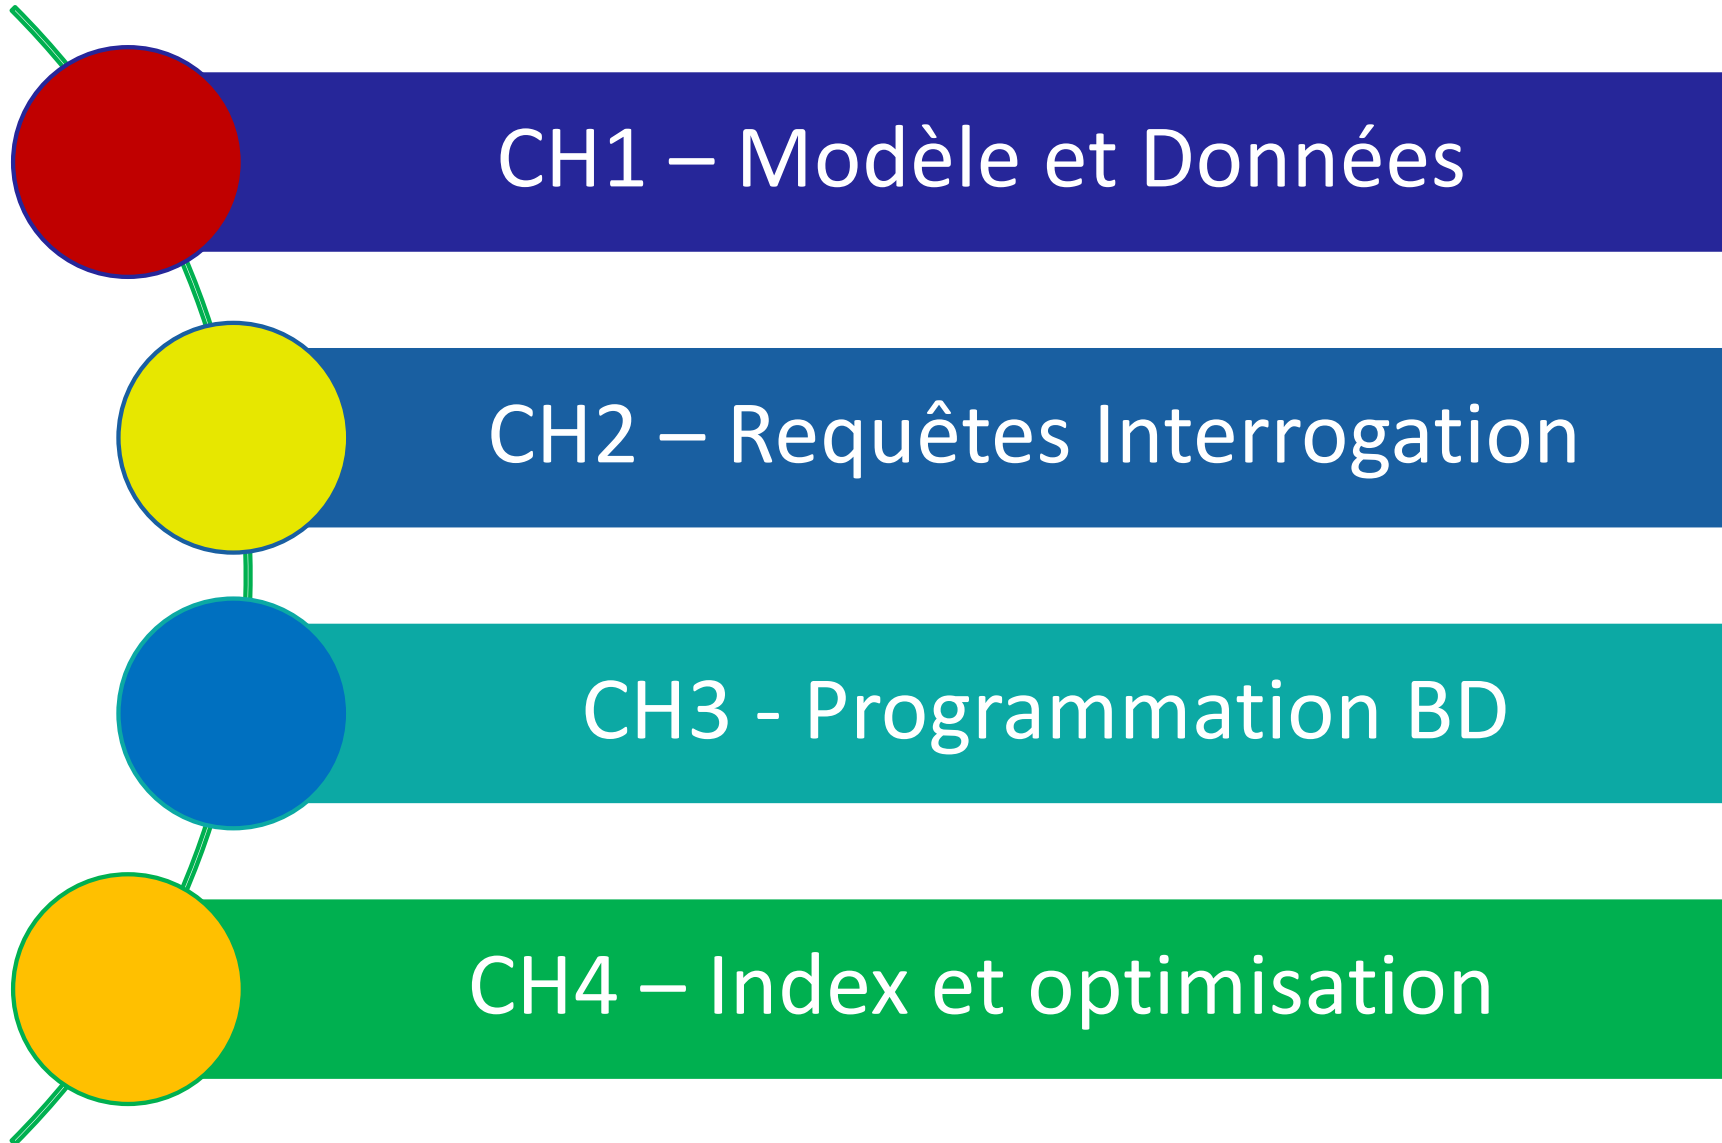 CH1 – Modèle et Données
CH2 – Requêtes Interrogation
CH3 - Programmation BD
CH4 – Index et optimisation